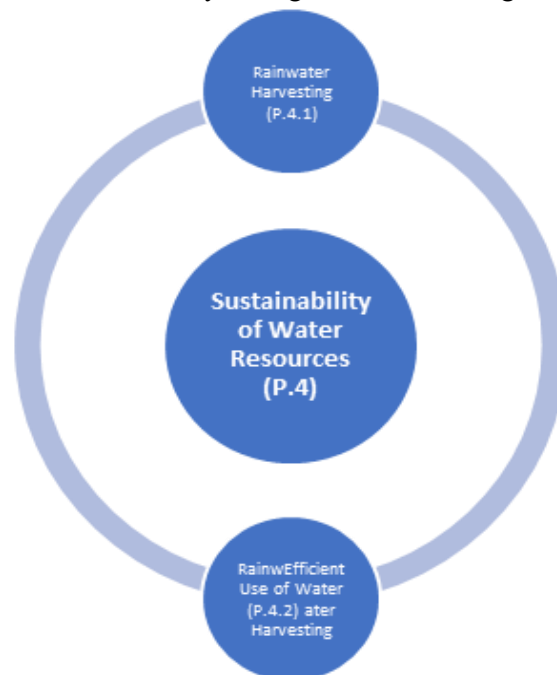 Rainwater
Harvesting
(P.4.1)
Sustainability
of Water
Resources
(P.4)
RainwEfficient
Use of Water
(P.4.2) ater
Harvesting